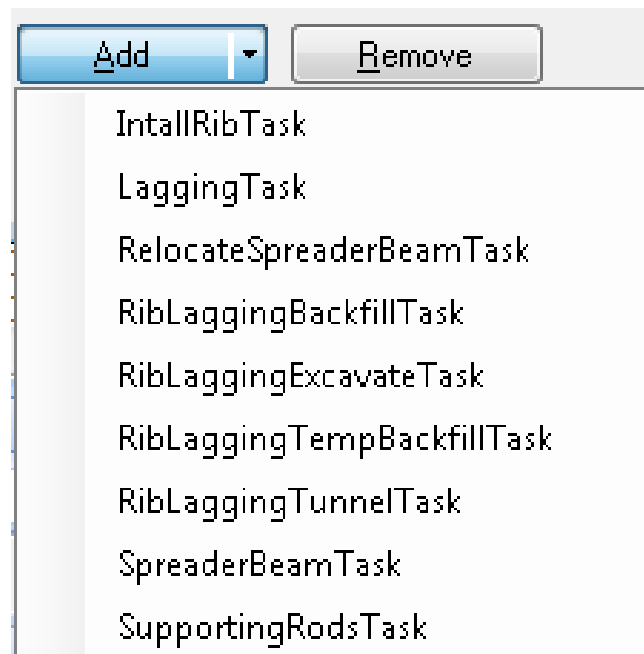 Add Remove
IntallRibTask
LaggingTask
RelocateSpreaderBeamTask
RibLaggingBackfillTask
RibLaggingExcavateTask
RibLaggingTempBackfillTask
RibLaggingTunnelTask
SpreaderBeamTask
SupportingRodsTask